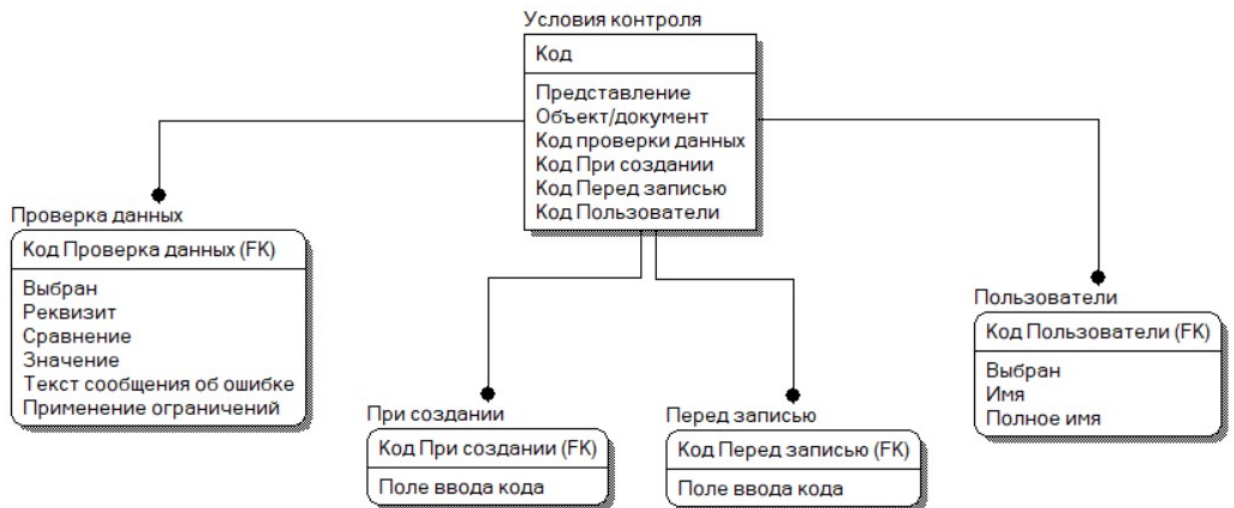 Условия контроля
Код
Представление
Объект/документ
Код проверки данных
Код При создании
Код Перед записью
Код Пользователи
Проверка данных
Код Проверка данных (FK)
Выбран
Реквизит
Сравнение
Значение
Текст сообщения об ошибке
Применение ограничений
При создании
Код При создании (FK)
Поле ввода кода
Перед записью
Код Перед записью (FK)
Поле ввода кода
Пользователи
Код Пользователи (FK)
Выбран
Имя
Полное имя